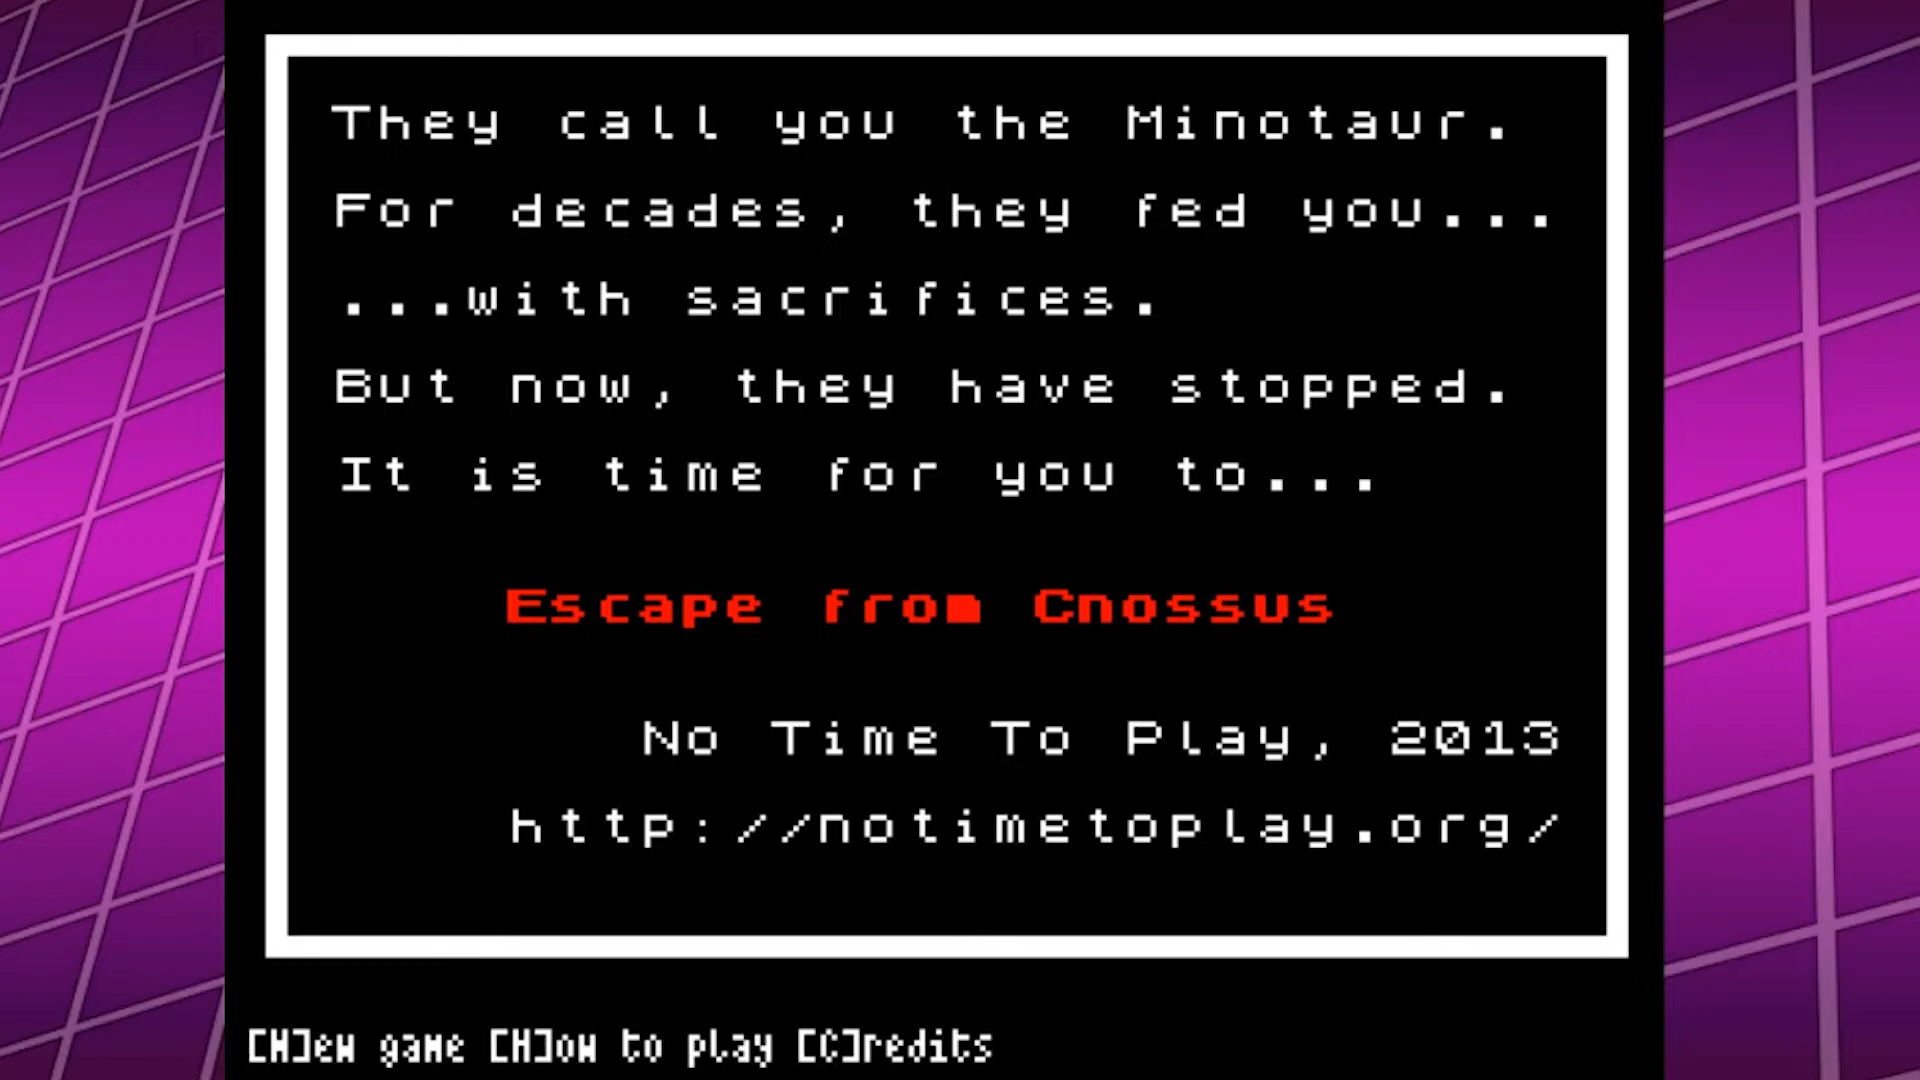 They call you the Minotaur.
For decades, they fed you...
...with sacrifices.
But now, they have stopped.
It is time for you to...
Escape from Cnossus
No Time To Play, 2013
http://notimetoplay.org/
[N]ew game [H]ow to play [C]redits